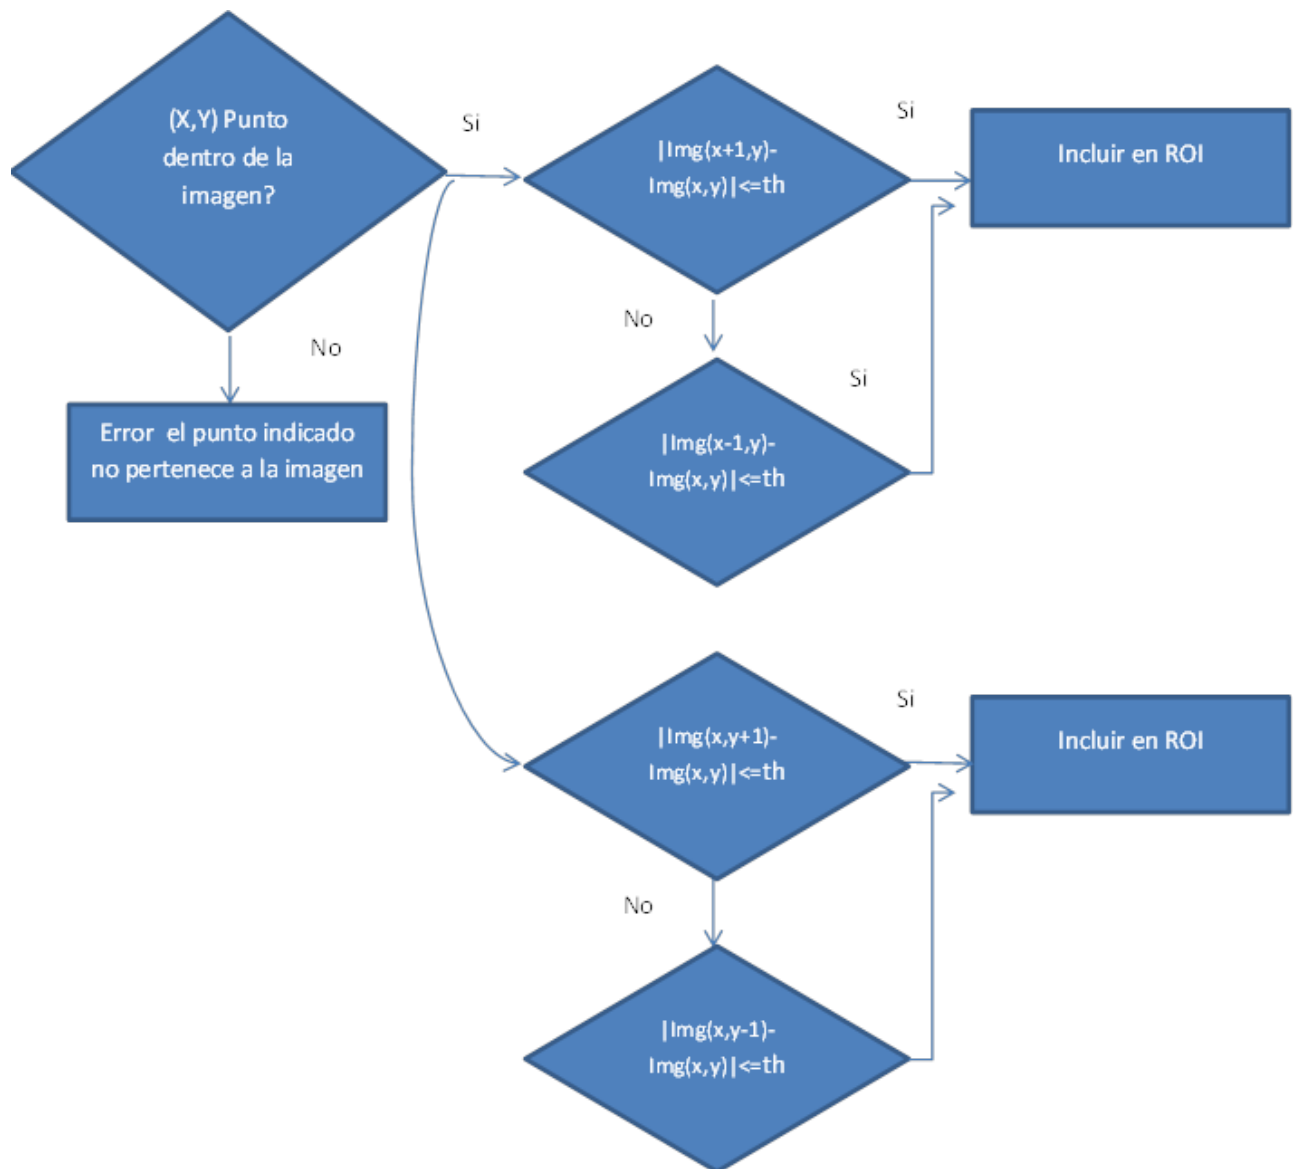 (X,Y) Punto
dentro de la
imagen?
Si
|Img(x+1,y)-
Img(x,y)|<=th
Si
Incluir en ROI
No
Error  el punto indicado
no pertenece a la imagen
No
|Img(x-1,y)-
Img(x,y)|<=th
Si
|Img(x,y+1)-
Img(x,y)|<=th
Si
Incluir en ROI
No
|Img(x,y-1)-
Img(x,y)|<=th